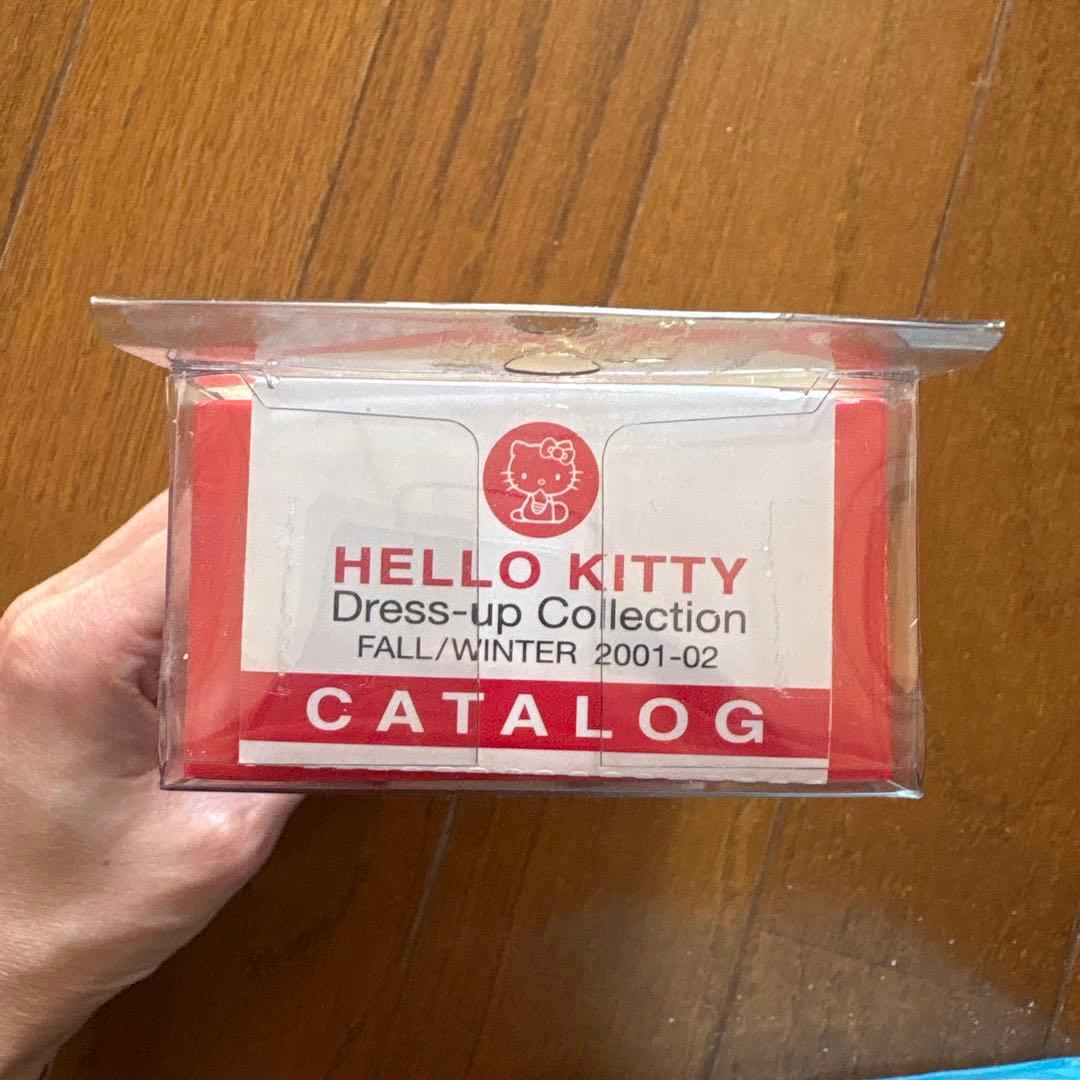 HELLO KITTY
Dress-up Collection
FALL/WINTER 2001-02
CATALOG